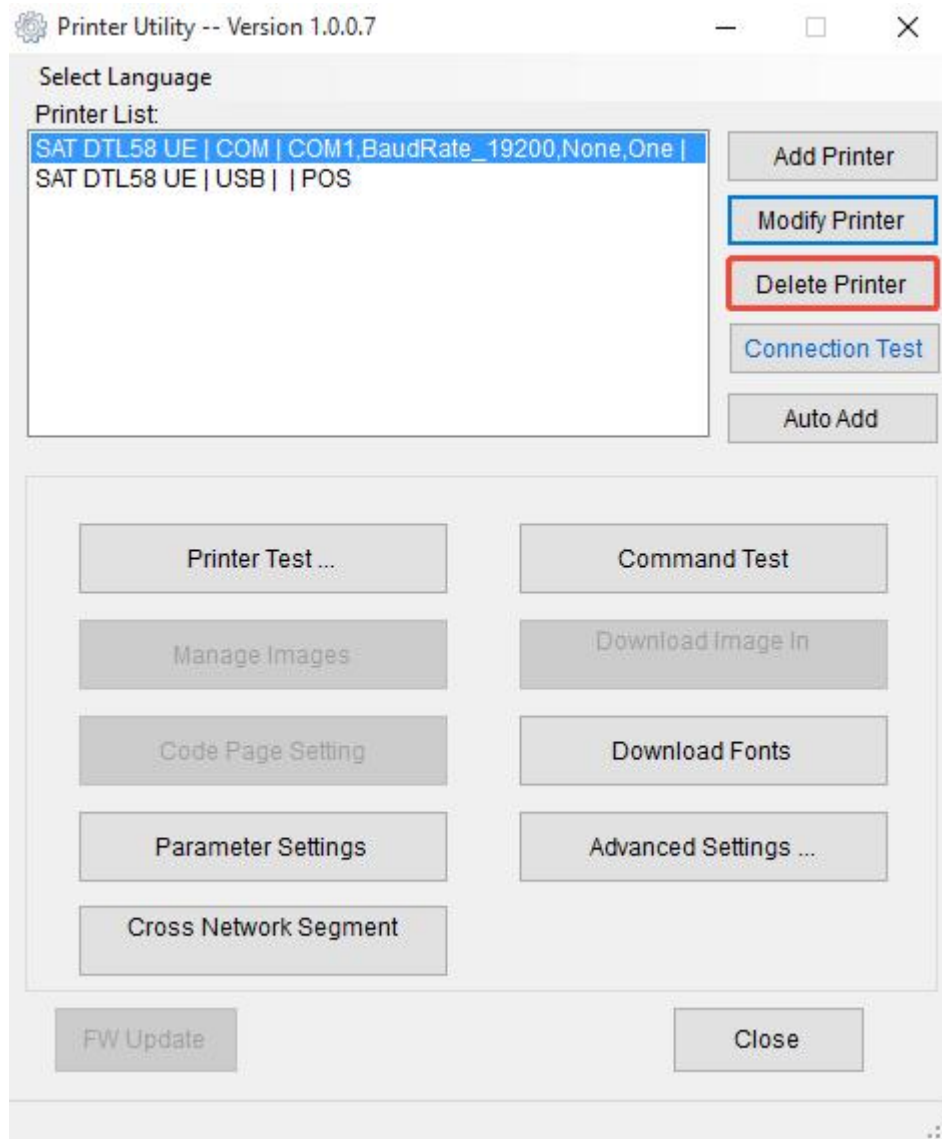 Printer Utility -- Version 1.0.0.7
Select Language
Printer List:
SAT DTL58 UE | COM | COM1,BaudRate_19200,None,One |
SAT DTL58 UE | USB | | POS
Add Printer
Modify Printer
Delete Printer
Connection Test
Auto Add
Printer Test ...
Command Test
Manage Images
Download Image In
Code Page Setting
Download Fonts
Parameter Settings
Advanced Settings ...
Cross Network Segment
FW Update
Close